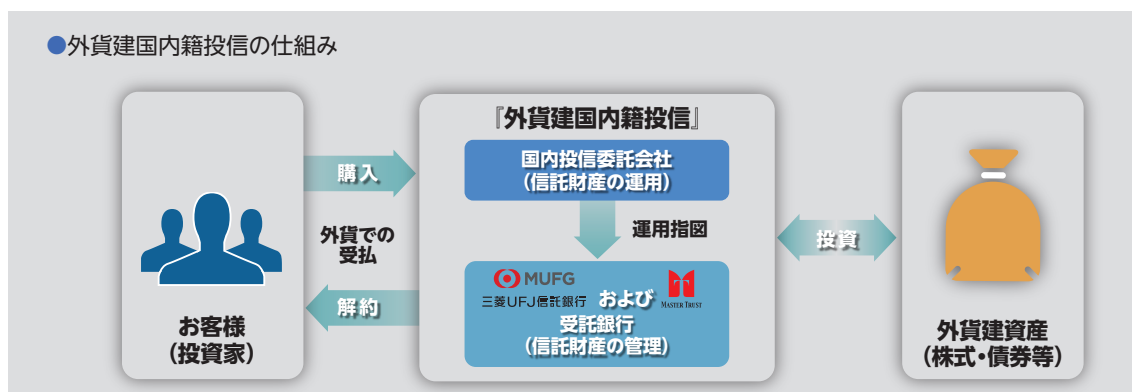 ●外貨建国内籍投信の仕組み
『外貨建国内籍投信』
国内投信委託会社
(信託財産の運用)
購入
運用指図
外貨での
受払
投資
MUFG
三菱UFJ信託銀行 および MASTER TRUST
解約
受託銀行
(信託財産の管理)
お客様
(投資家)
外貨建資産
(株式・債券等)